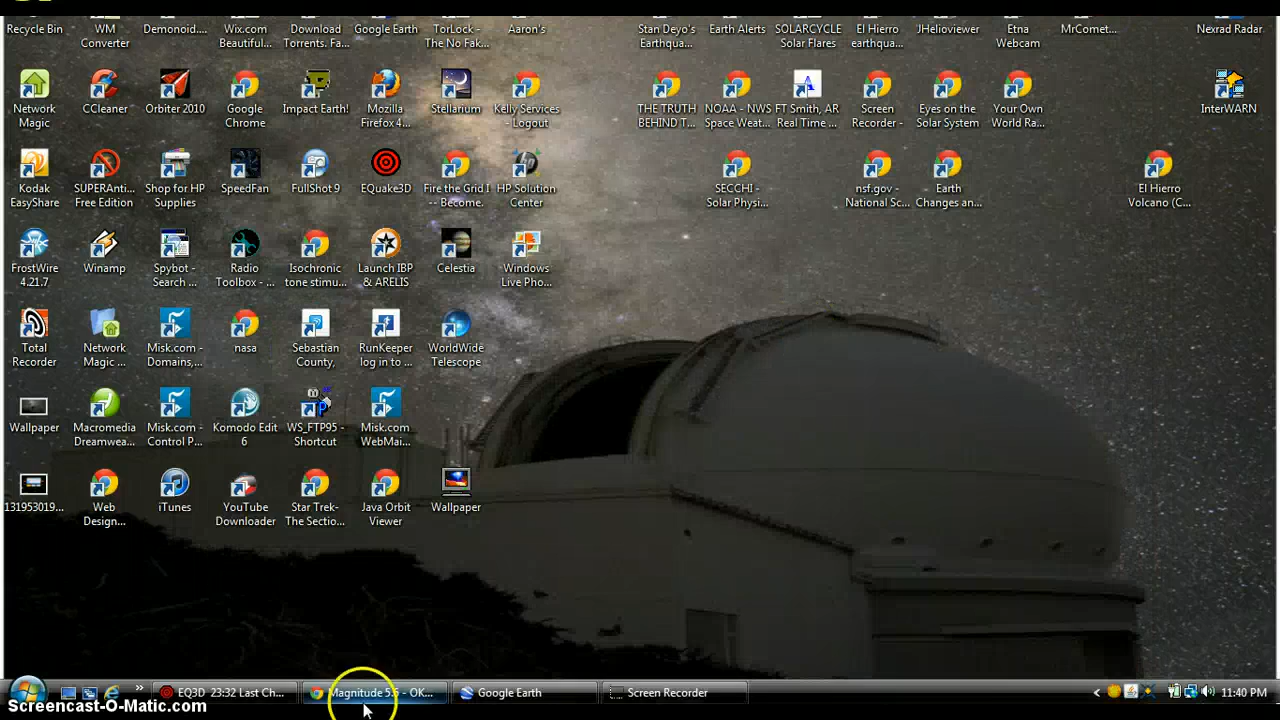 Recycle Bin
WM
Converter
Demonoid....
Wix.com
Beautiful...
Download
Torrents. Fa...
Google Earth
TorLock -
The No Fak...
Aaron's
Stan Deyo's
Earthqua...
Earth Alerts
SOLARCYCLE
Solar Flares
El Hierro
earthqua...
JHelioviewer
Etna
Webcam
MrComet...
Nexrad Radar
Network
Magic
CCleaner
Orbiter 2010
Google
Chrome
Impact Earth!
Mozilla
Firefox 4...
Stellarium
Kelly Services
- Logout
THE TRUTH
BEHIND T...
NOAA - NWS
Space Weat...
FT Smith, AR
Real Time ...
Screen
Recorder -
Eyes on the
Solar System
Your Own
World Ra...
InterWARN
Kodak
EasyShare
SUPERAnti...
Free Edition
Shop for HP
Supplies
SpeedFan
FullShot 9
EQuake3D
Fire the Grid I
-- Become.
HP Solution
Center
SECCHI -
Solar Physi...
nsf.gov -
National Sc...
Earth
Changes an...
El Hierro
Volcano (C...
FrostWire
4.21.7
Winamp
Spybot -
Search ...
Radio
Toolbox - ...
Isochronic
tone stimu...
Launch IBP
& ARELIS
Celestia
Windows
Live Pho...
Total
Recorder
Network
Magic ...
Misk.com -
Domains,...
nasa
Sebastian
County,
RunKeeper
log in to ...
WorldWide
Telescope
Wallpaper
Macromedia
Dreamwea...
Misk.com
- Control P...
Komodo Edit
6
WS_FTP95 -
Shortcut
Misk.com
WebMai...
131953019...
Web
Design...
iTunes
YouTube
Downloader
Star Trek-
The Sectio...
Java Orbit
Viewer
Wallpaper
EQ3D 23:32 Last Ch...
Magnitude 5.6 - OK...
Google Earth
Screen Recorder
11:40 PM
Screencast-O-Matic.com